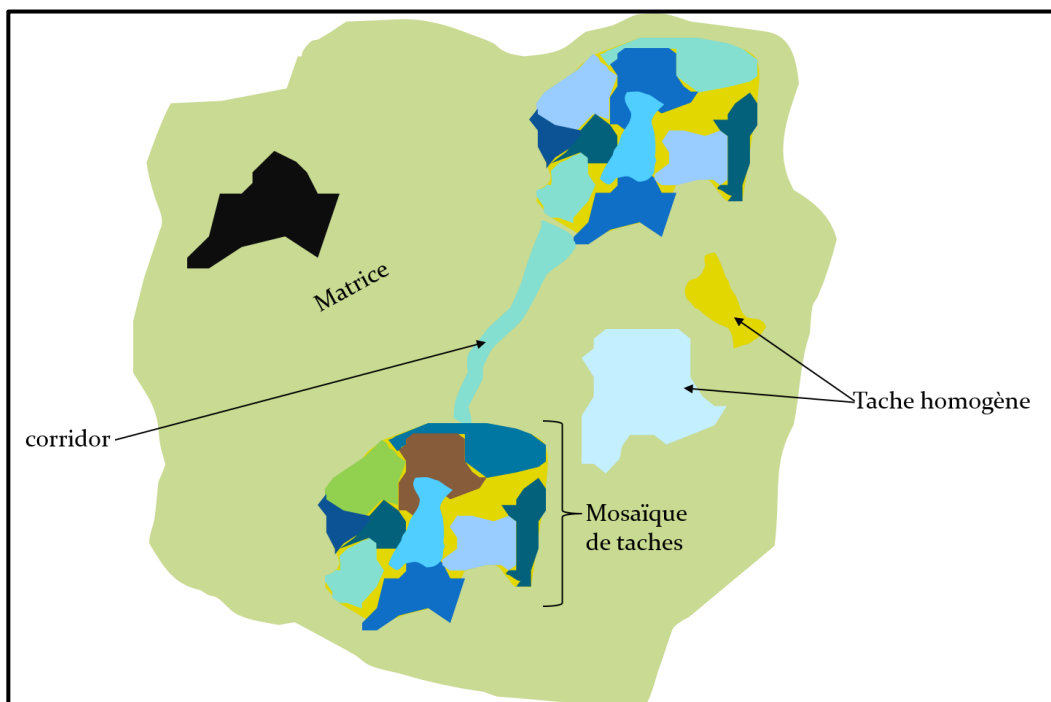 Matrice
corridor
Tache homogène
Mosaïque
de taches